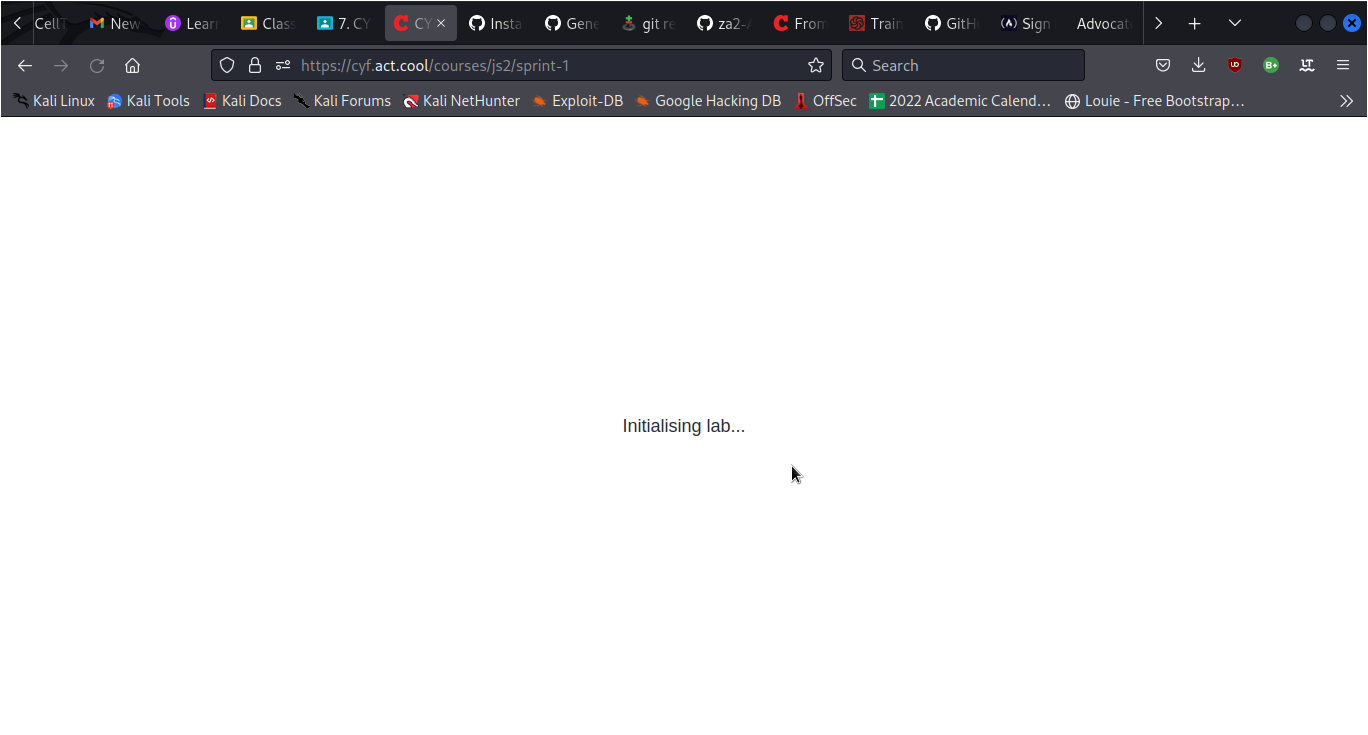 CellT New Lear Class 7. CY CY Insta Gene git re za2- From Train GitH Sign Advocat
https://cyf.act.cool/courses/js2/sprint-1 Search
Kali Linux Kali Tools Kali Docs Kali Forums Kali NetHunter Exploit-DB Google Hacking DB OffSec 2022 Academic Calend… Louie - Free Bootstrap…
Initialising lab...